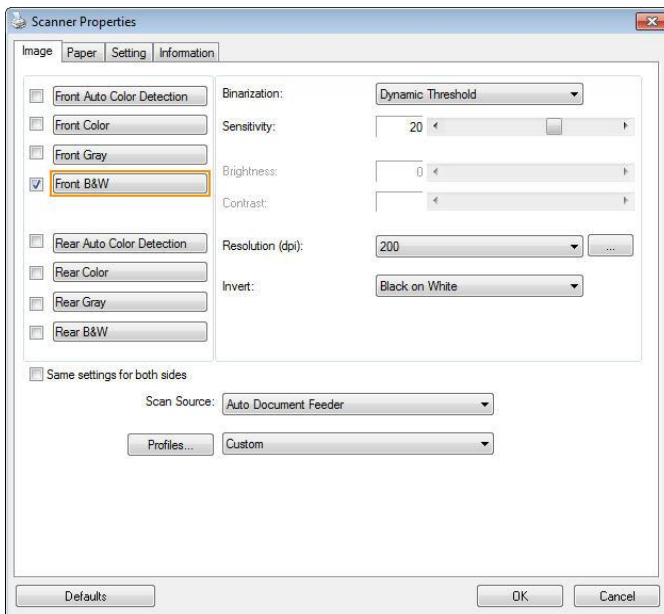 Scanner Properties
Image Paper Setting Information
Front Auto Color Detection
Front Color
Front Gray
Front B&W
Rear Auto Color Detection
Rear Color
Rear Gray
Rear B&W
Binarization: Dynamic Threshold
Sensitivity: 20
Brightness: 0
Contrast:
Resolution (dpi): 200 ...
Invert: Black on White
Same settings for both sides
Scan Source: Auto Document Feeder
Profiles... Custom
Defaults OK Cancel